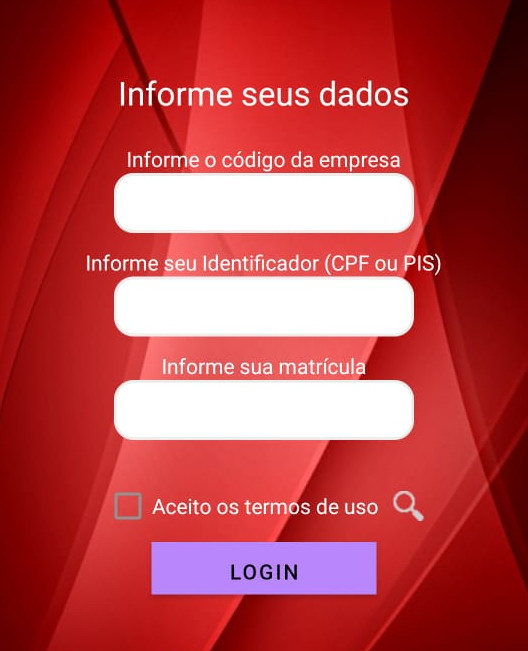 Informe seus dados
Informe o código da empresa
Informe seu Identificador (CPF ou PIS)
Informe sua matrícula
Aceito os termos de uso
LOGIN